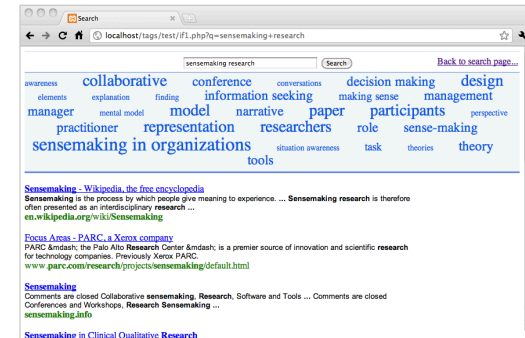 Search
localhost/tags/test/if1.php?q=sensemaking+research
sensemaking research Search Back to search page...
awareness collaborative conference conversations decision making design
elements explanation finding information seeking making sense management
manager mental model model narrative paper participants perspective
practitioner representation researchers role sense-making
sensemaking in organizations situation awareness task theories theory
tools
Sensemaking - Wikipedia, the free encyclopedia
Sensemaking is the process by which people give meaning to experience. ... Sensemaking research is therefore
often presented as an interdisciplinary research ...
en.wikipedia.org/wiki/Sensemaking
Focus Areas - PARC, a Xerox company
PARC &mdash; the Palo Alto Research Center &mdash; is a premier source of innovation and scientific research
for technology companies. Previously Xerox PARC.
www.parc.com/research/projects/sensemaking/default.html
Sensemaking
Comments are closed Collaborative sensemaking, Research, Software and Tools ... Comments are closed
Conferences and Workshops, Research Sensemaking ...
sensemaking.info
Sensemaking in Clinical Qualitative Research